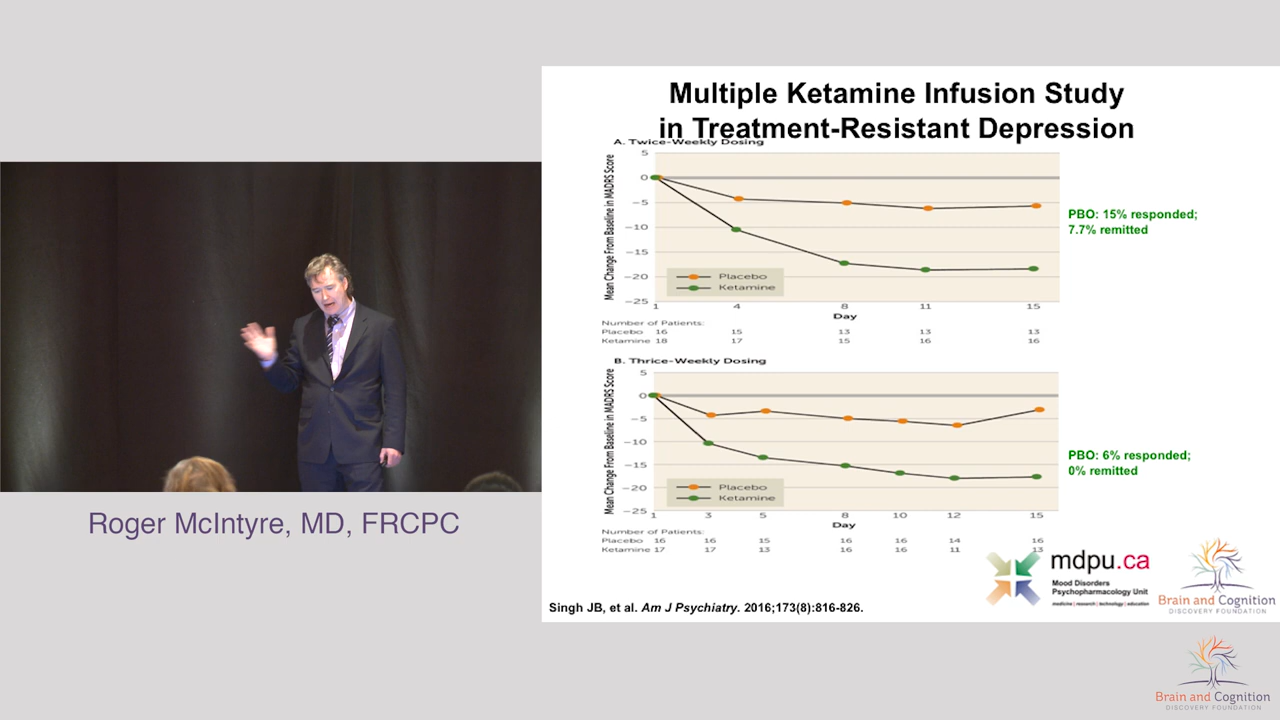 Multiple Ketamine Infusion Study
in Treatment-Resistant Depression
A. Twice-Weekly Dosing
Mean Change From Baseline in MADRS Score
5
0
−5
−10
−15
−20
−25
Placebo
Ketamine
1 4 8 11 15
Day
Number of Patients:
Placebo 16 15 13 13 13
Ketamine 18 17 15 16 16
PBO: 15% responded;
7.7% remitted
B. Thrice-Weekly Dosing
Mean Change From Baseline in MADRS Score
5
0
−5
−10
−15
−20
−25
Placebo
Ketamine
1 3 5 8 10 12 15
Day
Number of Patients:
Placebo 16 16 15 16 16 14 16
Ketamine 17 17 13 16 16 11 13
PBO: 6% responded;
0% remitted
mdpu.ca
Mood Disorders
Psychopharmacology Unit
medicine | research | technology | education
Brain and Cognition
DISCOVERY FOUNDATION
Singh JB, et al. Am J Psychiatry. 2016;173(8):816-826.
Roger McIntyre, MD, FRCPC
Brain and Cognition
DISCOVERY FOUNDATION